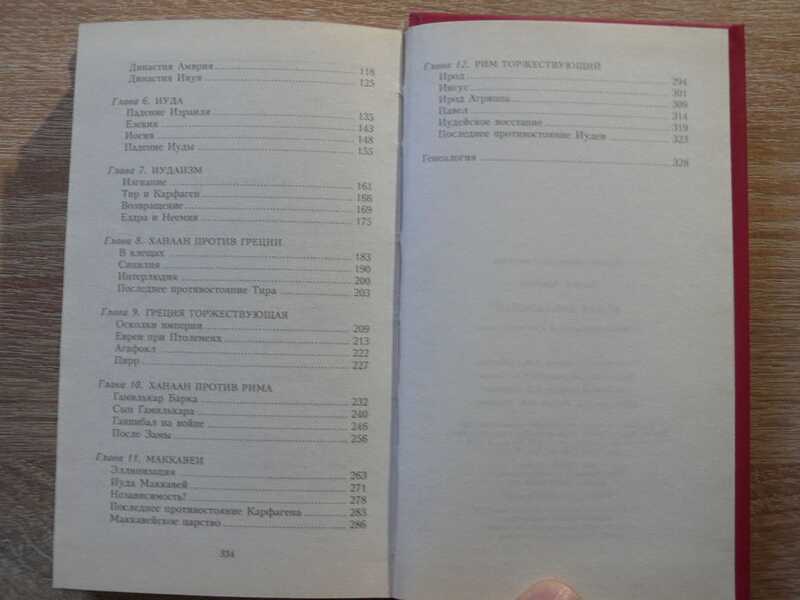 Династия Амврия 118
Династия Ииуя 125
Глава 6. ИУДА
Падение Израиля 135
Езекия 143
Иосия 148
Падение Иуды 155
Глава 7. ИУДАИЗМ
Изгнание 161
Тир и Карфаген 166
Возвращение 169
Ездра и Неемия 175
Глава 8. ХАНААН ПРОТИВ ГРЕЦИИ
В клещах 183
Сицилия 190
Интерлюдия 200
Последнее противостояние Тира 203
Глава 9. ГРЕЦИЯ ТОРЖЕСТВУЮЩАЯ
Осколки империи 209
Евреи при Птолемеях 213
Агафокл 222
Пирр 227
Глава 10. ХАНААН ПРОТИВ РИМА
Гамилькар Барка 232
Сын Гамилькара 240
Ганнибал на войне 246
После Замы 256
Глава 11. МАККАВЕИ
Эллинизация 263
Иуда Маккавей 271
Независимость? 278
Последнее противостояние Карфагена 283
Маккавейское царство 286
334
Глава 12. РИМ ТОРЖЕСТВУЮЩИЙ
Ирод 294
Иисус 301
Ирод Агриппа 309
Павел 314
Иудейское восстание 319
Последнее противостояние Иудеи 323
Генеалогия 328